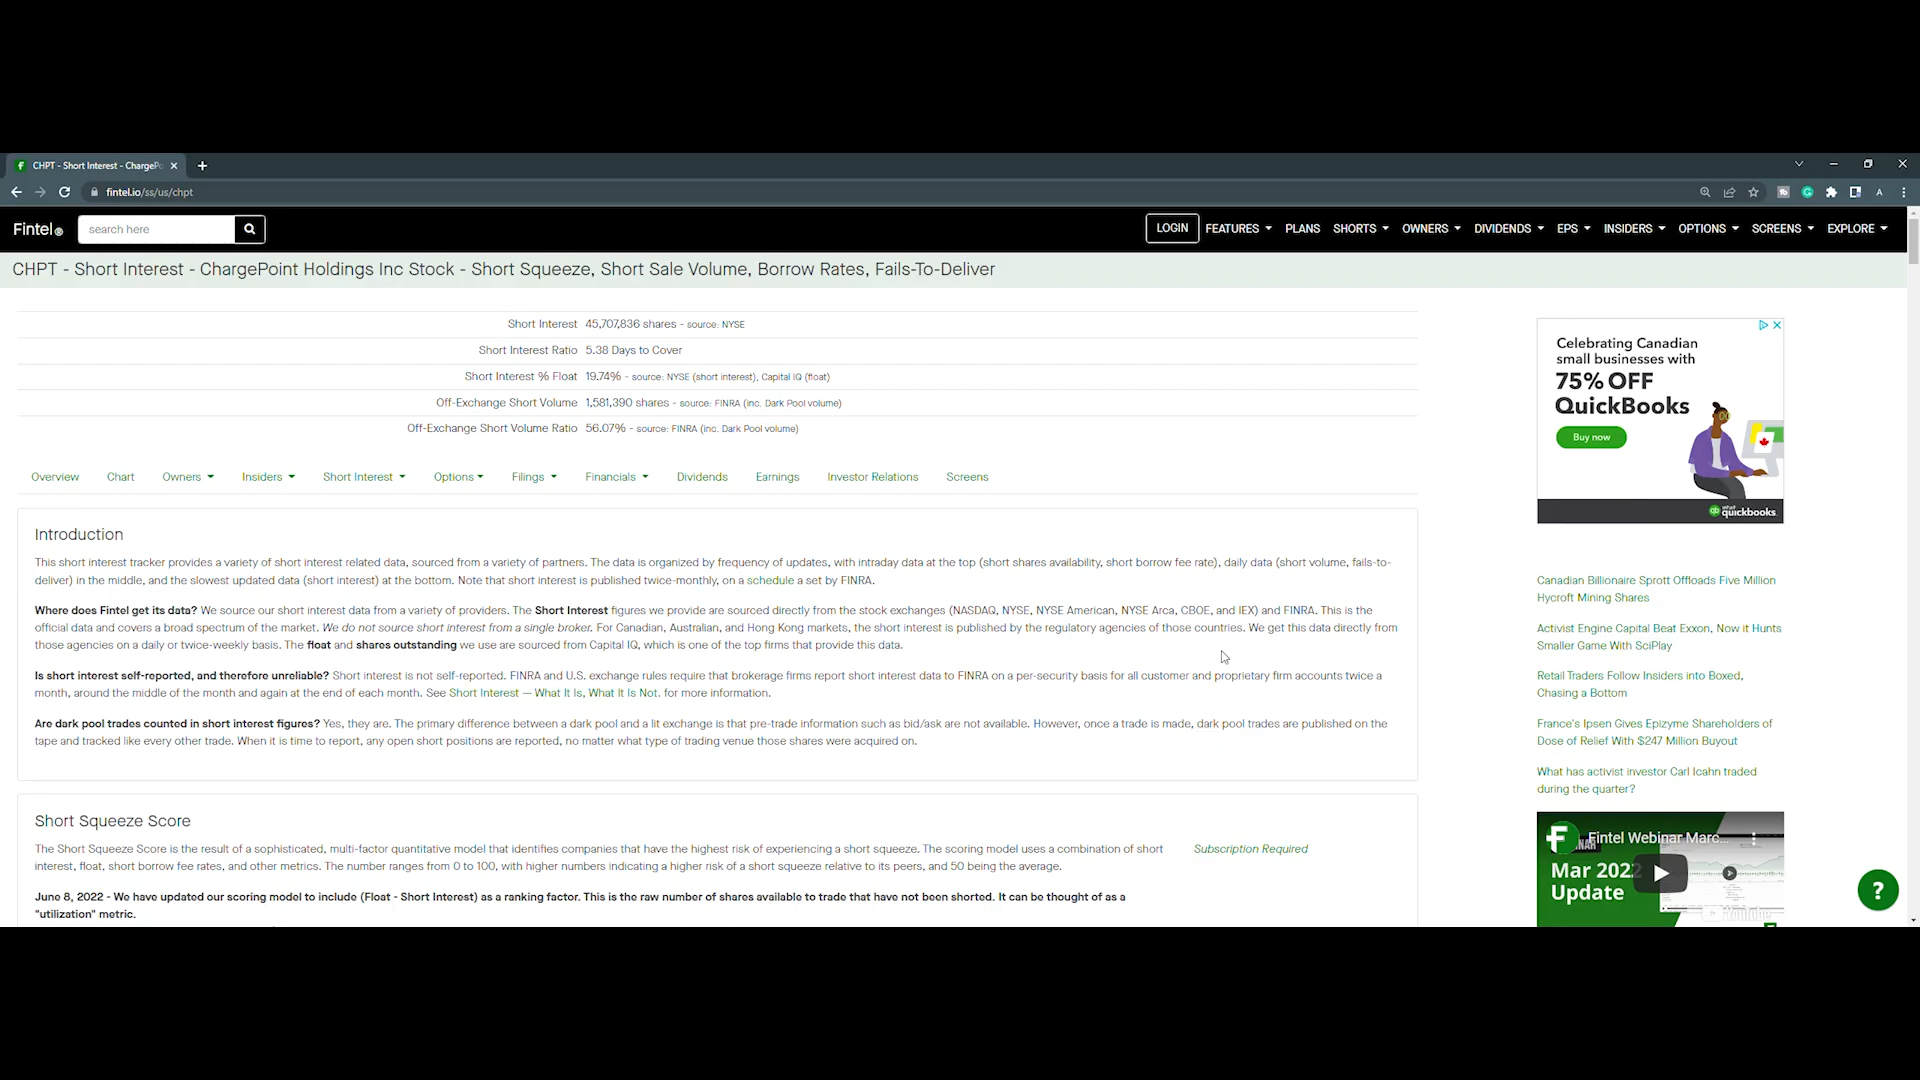 CHPT - Short Interest - ChargePo
fintel.io/ss/us/chpt
A
Fintel®
search here
LOGIN FEATURES PLANS SHORTS OWNERS DIVIDENDS EPS INSIDERS OPTIONS SCREENS EXPLORE
CHPT - Short Interest - ChargePoint Holdings Inc Stock - Short Squeeze, Short Sale Volume, Borrow Rates, Fails-To-Deliver
Short Interest 45,707,836 shares - source: NYSE
Short Interest Ratio 5.38 Days to Cover
Short Interest % Float 19.74% - source: NYSE (short interest), Capital IQ (float)
Off-Exchange Short Volume 1,581,390 shares - source: FINRA (inc. Dark Pool volume)
Off-Exchange Short Volume Ratio 56.07% - source: FINRA (inc. Dark Pool volume)
Overview Chart Owners Insiders Short Interest Options Filings Financials Dividends Earnings Investor Relations Screens
Introduction
This short interest tracker provides a variety of short interest related data, sourced from a variety of partners. The data is organized by frequency of updates, with intraday data at the top (short shares availability, short borrow fee rate), daily data (short volume, fails-to-
deliver) in the middle, and the slowest updated data (short interest) at the bottom. Note that short interest is published twice-monthly, on a schedule a set by FINRA.
Where does Fintel get its data? We source our short interest data from a variety of providers. The Short Interest figures we provide are sourced directly from the stock exchanges (NASDAQ, NYSE, NYSE American, NYSE Arca, CBOE, and IEX) and FINRA. This is the
official data and covers a broad spectrum of the market. We do not source short interest from a single broker. For Canadian, Australian, and Hong Kong markets, the short interest is published by the regulatory agencies of those countries. We get this data directly from
those agencies on a daily or twice-weekly basis. The float and shares outstanding we use are sourced from Capital IQ, which is one of the top firms that provide this data.
Is short interest self-reported, and therefore unreliable? Short interest is not self-reported. FINRA and U.S. exchange rules require that brokerage firms report short interest data to FINRA on a per-security basis for all customer and proprietary firm accounts twice a
month, around the middle of the month and again at the end of each month. See Short Interest — What It Is, What It Is Not. for more information.
Are dark pool trades counted in short interest figures? Yes, they are. The primary difference between a dark pool and a lit exchange is that pre-trade information such as bid/ask are not available. However, once a trade is made, dark pool trades are published on the
tape and tracked like every other trade. When it is time to report, any open short positions are reported, no matter what type of trading venue those shares were acquired on.
Short Squeeze Score
The Short Squeeze Score is the result of a sophisticated, multi-factor quantitative model that identifies companies that have the highest risk of experiencing a short squeeze. The scoring model uses a combination of short
interest, float, short borrow fee rates, and other metrics. The number ranges from 0 to 100, with higher numbers indicating a higher risk of a short squeeze relative to its peers, and 50 being the average.
Subscription Required
June 8, 2022 - We have updated our scoring model to include (Float - Short Interest) as a ranking factor. This is the raw number of shares available to trade that have not been shorted. It can be thought of as a
"utilization" metric.
Celebrating Canadian
small businesses with
75% OFF
QuickBooks
Buy now
quickbooks
Canadian Billionaire Sprott Offloads Five Million
Hycroft Mining Shares
Activist Engine Capital Beat Exxon, Now it Hunts
Smaller Game With SciPlay
Retail Traders Follow Insiders into Boxed,
Chasing a Bottom
France's Ipsen Gives Epizyme Shareholders of
Dose of Relief With $247 Million Buyout
What has activist investor Carl Icahn traded
during the quarter?
Fintel Webinar Marc...
Mar 2022
Update
YouTube
?